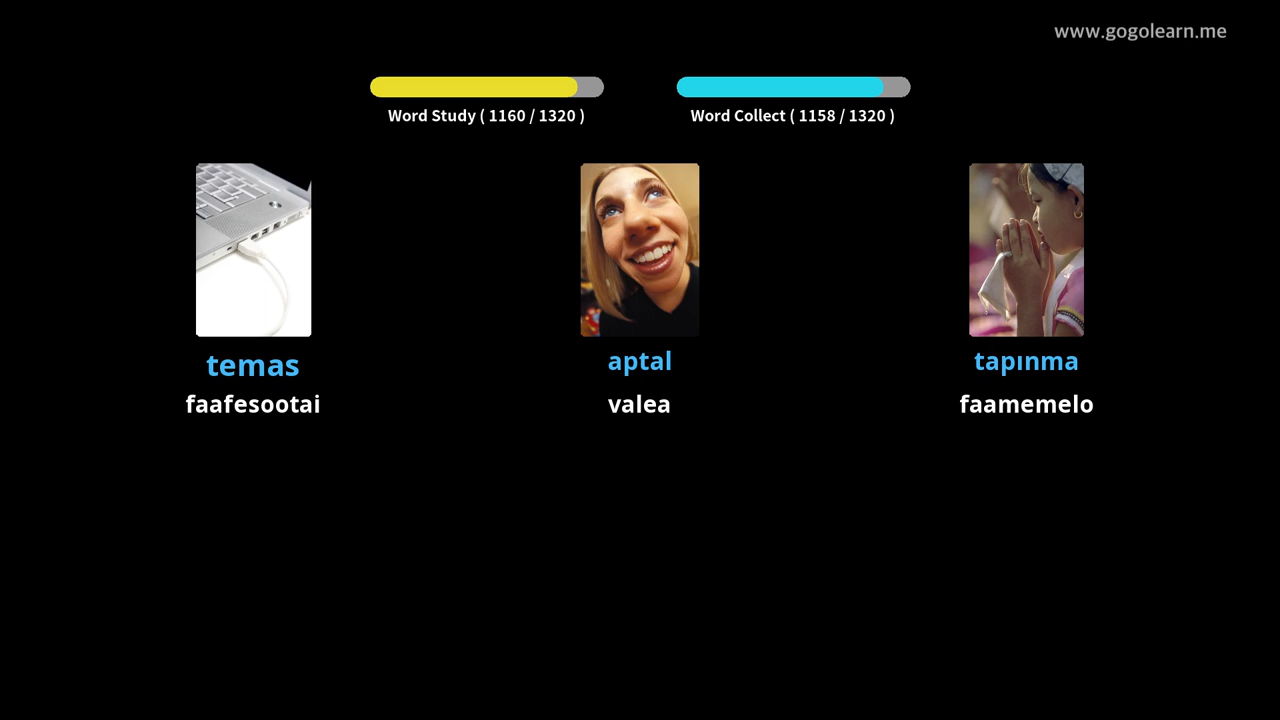 www.gogolearn.me
Word Study ( 1160 / 1320 )
Word Collect ( 1158 / 1320 )
temas
faafesootai
aptal
valea
tapınma
faamemelo